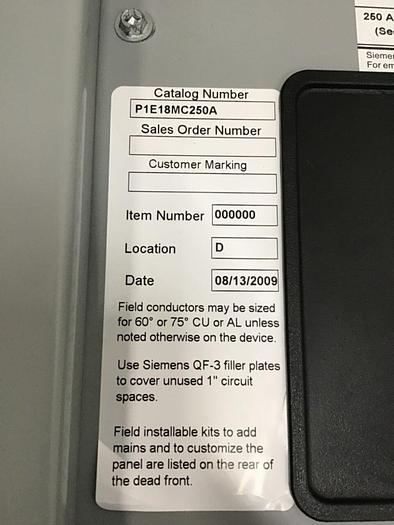 250 A
(Se
Siemen
For em
Catalog Number
P1E18MC250A
Sales Order Number
Customer Marking
Item Number 000000
Location D
Date 08/13/2009
Field conductors may be sized
for 60° or 75° CU or AL unless
noted otherwise on the device.
Use Siemens QF-3 filler plates
to cover unused 1" circuit
spaces.
Field installable kits to add
mains and to customize the
panel are listed on the rear of
the dead front.